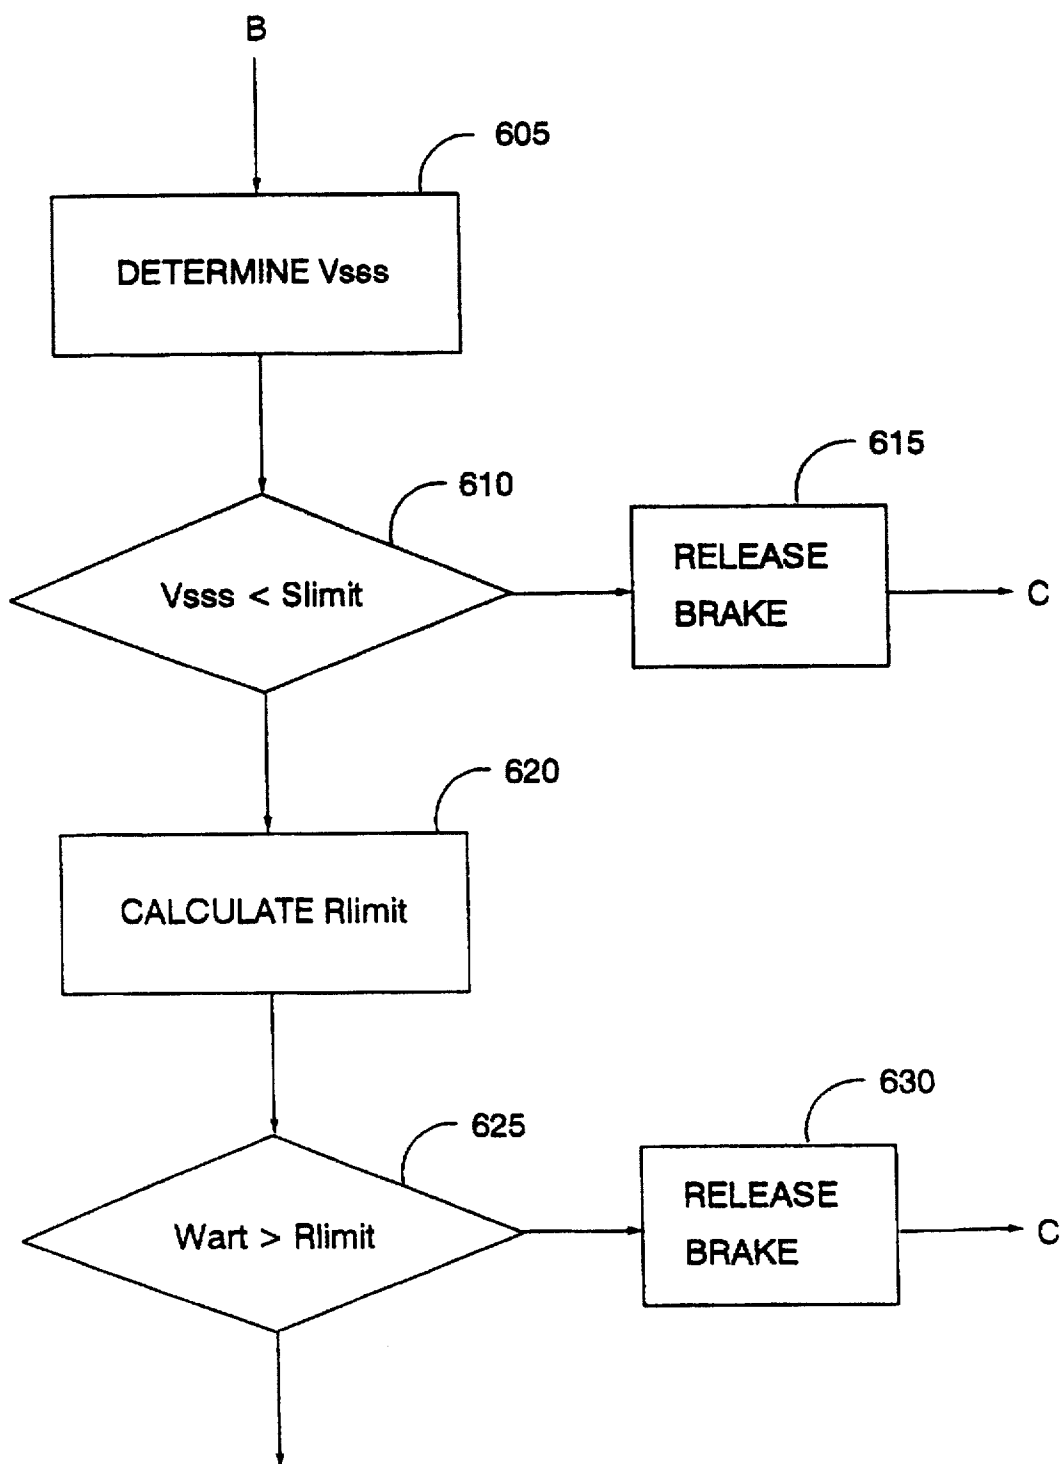 B
605
DETERMINE Vsss
610
Vsss < Slimit
615
RELEASE
BRAKE
C
620
CALCULATE Rlimit
625
Wart > Rlimit
630
RELEASE
BRAKE
C